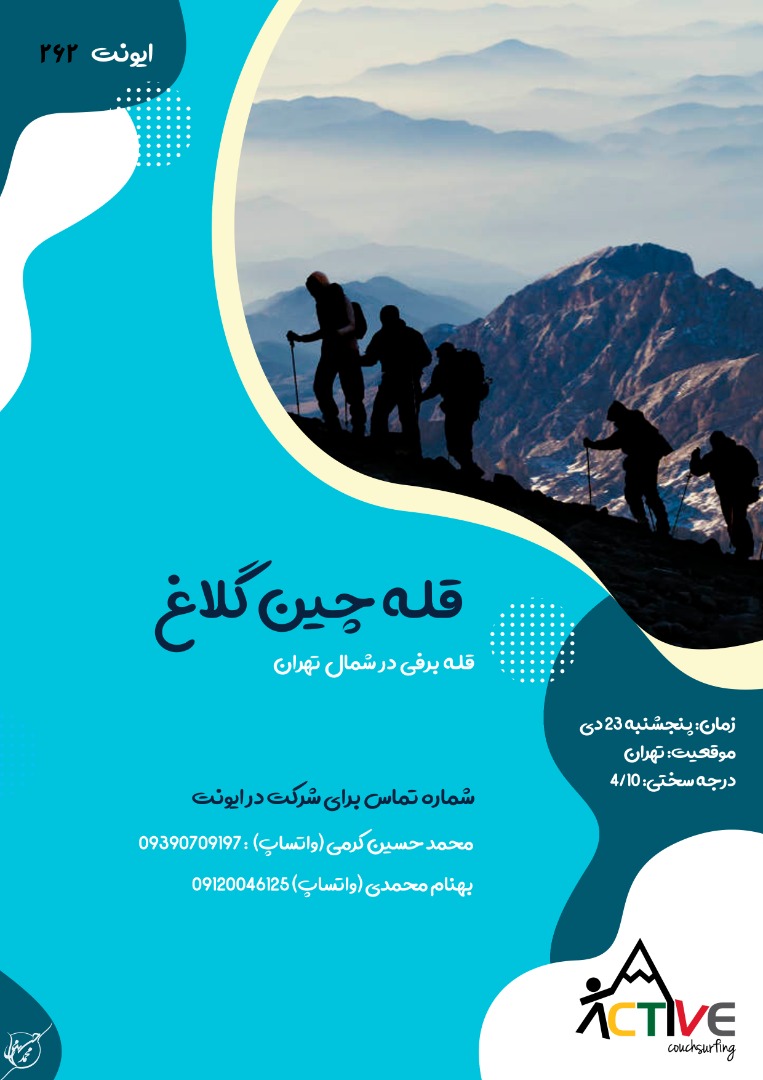 ایونت ۲۶۲
قله چین گلاغ
قله برفی در شمال تهران
زمان: پنجشنبه 23 دی
موقعیت: تهران
درجه سختی: 4/10
شماره تماس برای شرکت در ایونت
محمد حسین کرمی (واتساپ) : 09390709197
بهنام محمدی (واتساپ) 09120046125
ACTIVE
couchsurfing